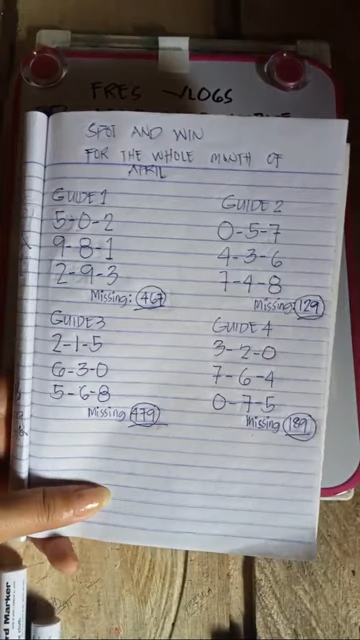 FRES VLOGS
SPOT AND WIN
FOR THE WHOLE MONTH OF
APRIL
GUIDE 1
5-0-2
9-8-1
2-9-3
Missing: 467
GUIDE 2
0-5-7
4-3-6
7-4-8
Missing: 129
GUIDE 3
2-1-5
6-3-0
5-6-8
Missing 479
GUIDE 4
3-2-0
7-6-4
0-7-5
Missing 189
rd Marker